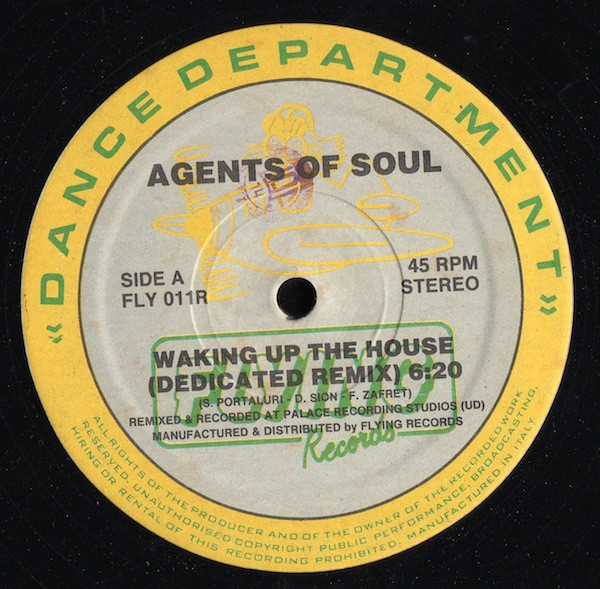 « DANCE DEPARTMENT »
AGENTS OF SOUL
SIDE A
FLY 011R
45 RPM
STEREO
WAKING UP THE HOUSE
(DEDICATED REMIX) 6:20
(S. PORTALURI - D. SION - F. ZAFRET)
REMIXED & RECORDED AT PALACE RECORDING STUDIOS (UD)
MANUFACTURED & DISTRIBUTED by FLYING RECORDS
Records
ALL RIGHTS OF THE PRODUCER AND OF THE OWNER OF THE RECORDED WORK
RESERVED. UNAUTHORISED COPYRIGHT PUBLIC PERFORMANCE, BROADCASTING,
HIRING OR RENTAL OF THIS RECORDING PROHIBITED. MANUFACTURED IN ITALY